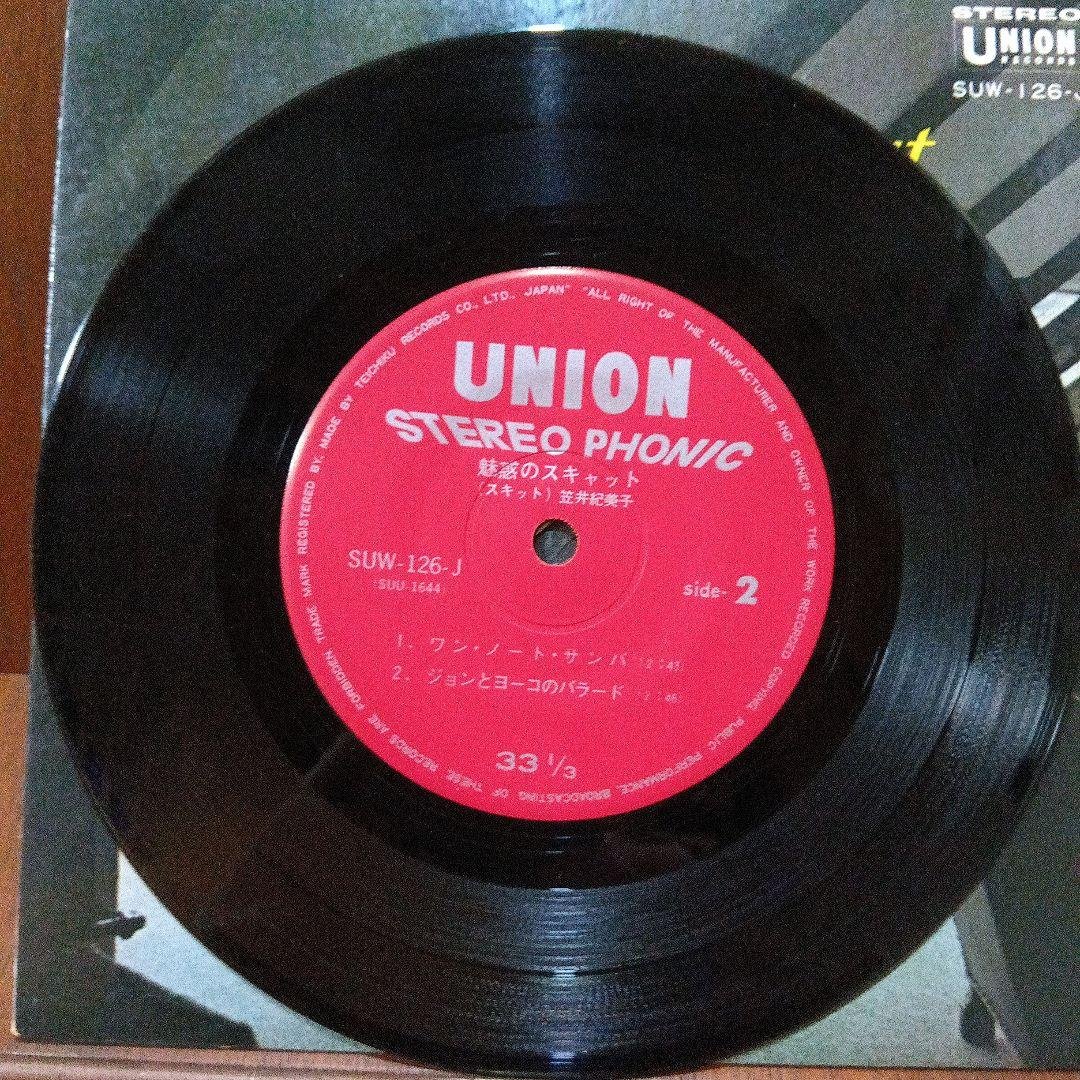 STEREO
UNION
RECORDS
SUW-126-J
MADE BY TEICHIKU RECORDS CO., LTD., JAPAN" "ALL RIGHT OF THE MANUFACTURER AND OWNER OF THE WORK RECORDED COPYING PUBLIC PERFORMANCE BROADCASTING OF THESE RECORDS ARE FORBIDDEN TRADE MARK REGISTERED BY.
UNION
STEREO PHONIC
魅惑のスキャット
(スキット) 笠井紀美子
SUW-126-J
(SUU-1644)
side-2
1. ワン・ノート・サンバ
2. ジョンとヨーコのバラード
33 1/3